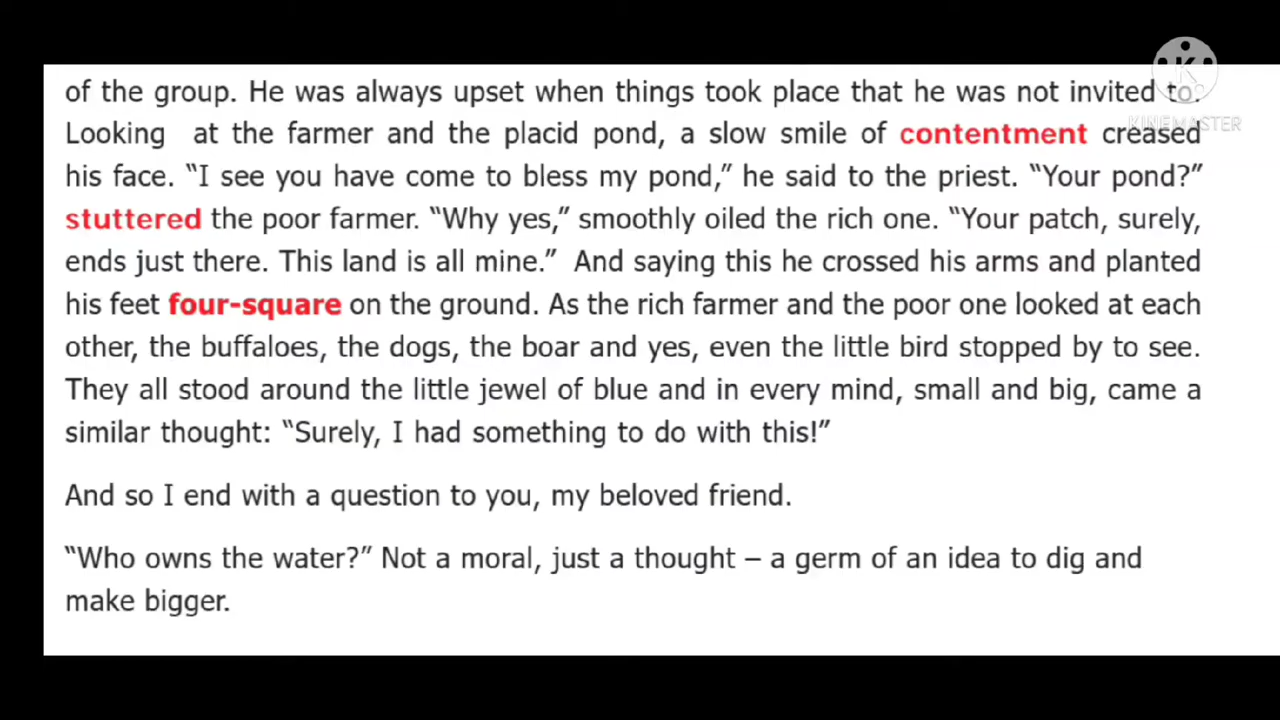 of the group. He was always upset when things took place that he was not invited to.
Looking at the farmer and the placid pond, a slow smile of contentment creased
his face. “I see you have come to bless my pond,” he said to the priest. “Your pond?”
stuttered the poor farmer. “Why yes,” smoothly oiled the rich one. “Your patch, surely,
ends just there. This land is all mine.” And saying this he crossed his arms and planted
his feet four-square on the ground. As the rich farmer and the poor one looked at each
other, the buffaloes, the dogs, the boar and yes, even the little bird stopped by to see.
They all stood around the little jewel of blue and in every mind, small and big, came a
similar thought: “Surely, I had something to do with this!”
And so I end with a question to you, my beloved friend.
“Who owns the water?” Not a moral, just a thought – a germ of an idea to dig and
make bigger.
K
KINEMASTER